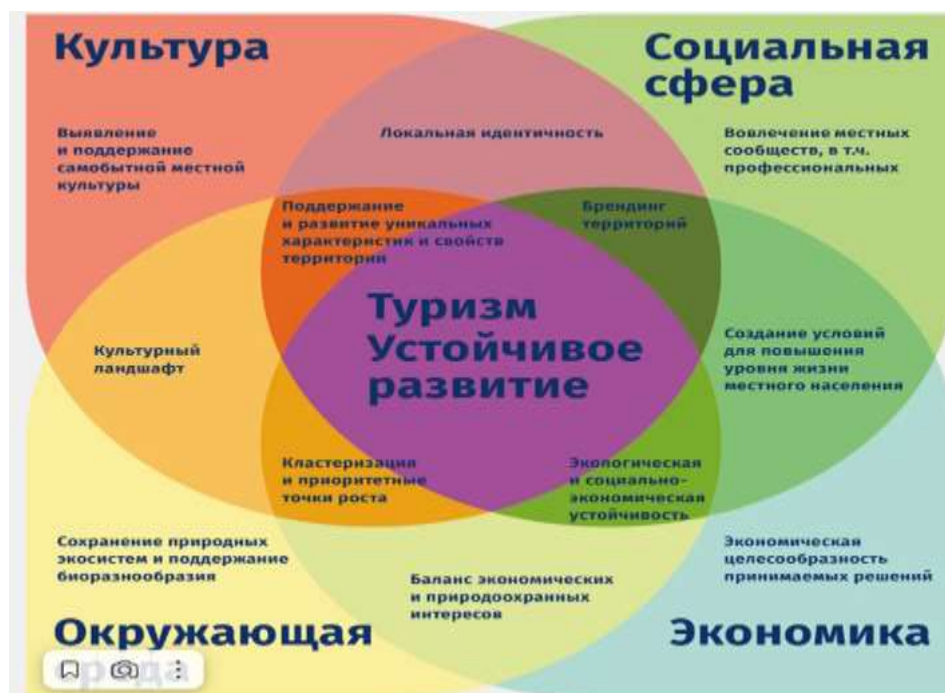 Культура
Социальная
сфера
Выявление
и поддержание
самобытной местной
культуры
Локальная идентичность
Вовлечение местных
сообществ, в т.ч.
профессиональных
Поддержание
и развитие уникальных
характеристик и свойств
территории
Брендинг
территорий
Туризм
Устойчивое
развитие
Культурный
ландшафт
Создание условий
для повышения
уровня жизни
местного населения
Кластеризация
и приоритетные
точки роста
Экологическая
и социально-
экономическая
устойчивость
Сохранение природных
экосистем и поддержание
биоразнообразия
Баланс экономических
и природоохранных
интересов
Экономическая
целесообразность
принимаемых решений
Окружающая
среда
Экономика